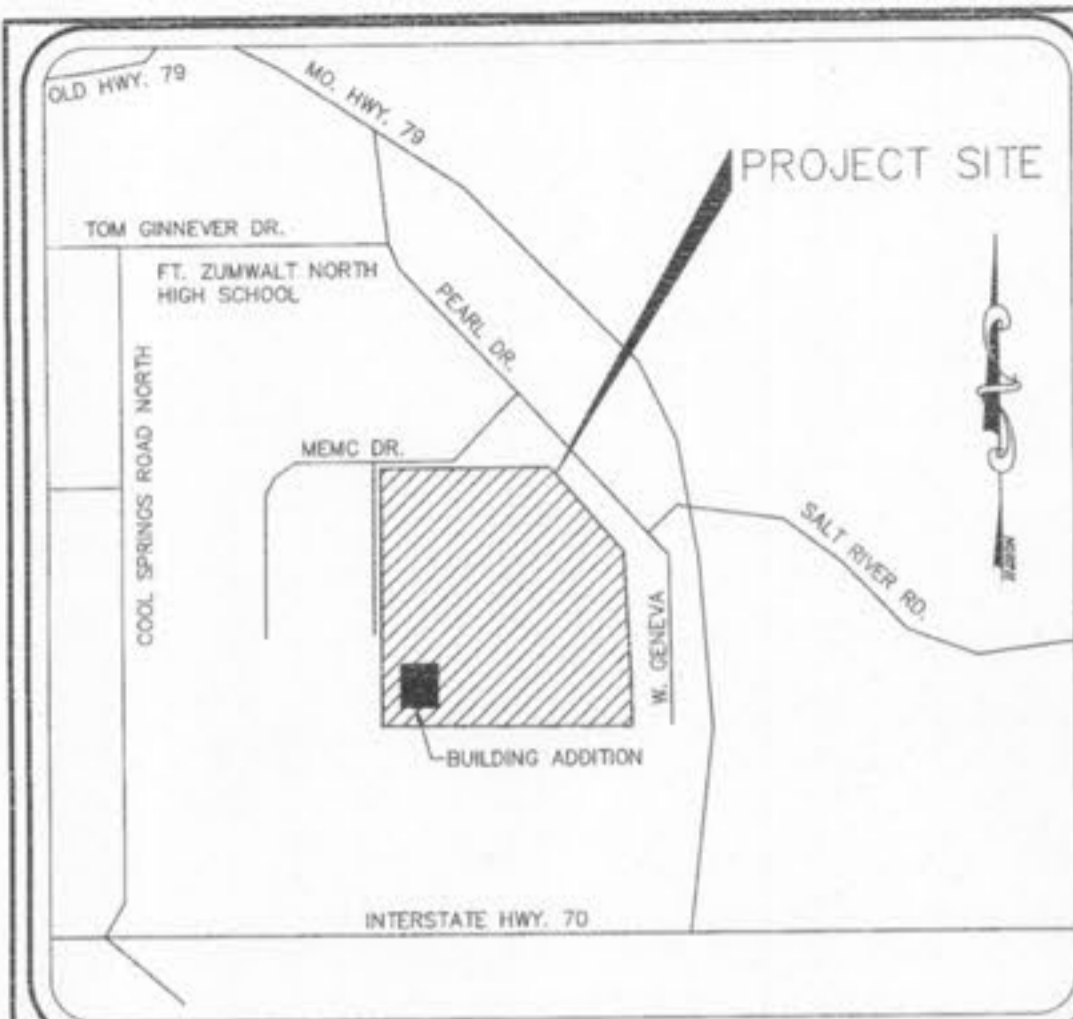 OLD HWY. 79
MO. HWY. 79
PROJECT SITE
TOM GINNEVER DR.
FT. ZUMWALT NORTH
HIGH SCHOOL
PEARL DR.
COOL SPRINGS ROAD NORTH
MEMC DR.
SALT RIVER RD.
NORTH
W. GENEVA
BUILDING ADDITION
INTERSTATE HWY. 70